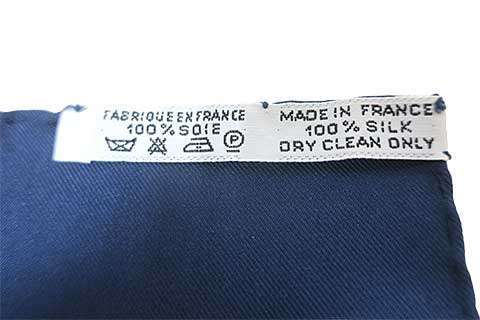 FABRIQUE EN FRANCE
100% SOIE
MADE IN FRANCE
100% SILK
DRY CLEAN ONLY